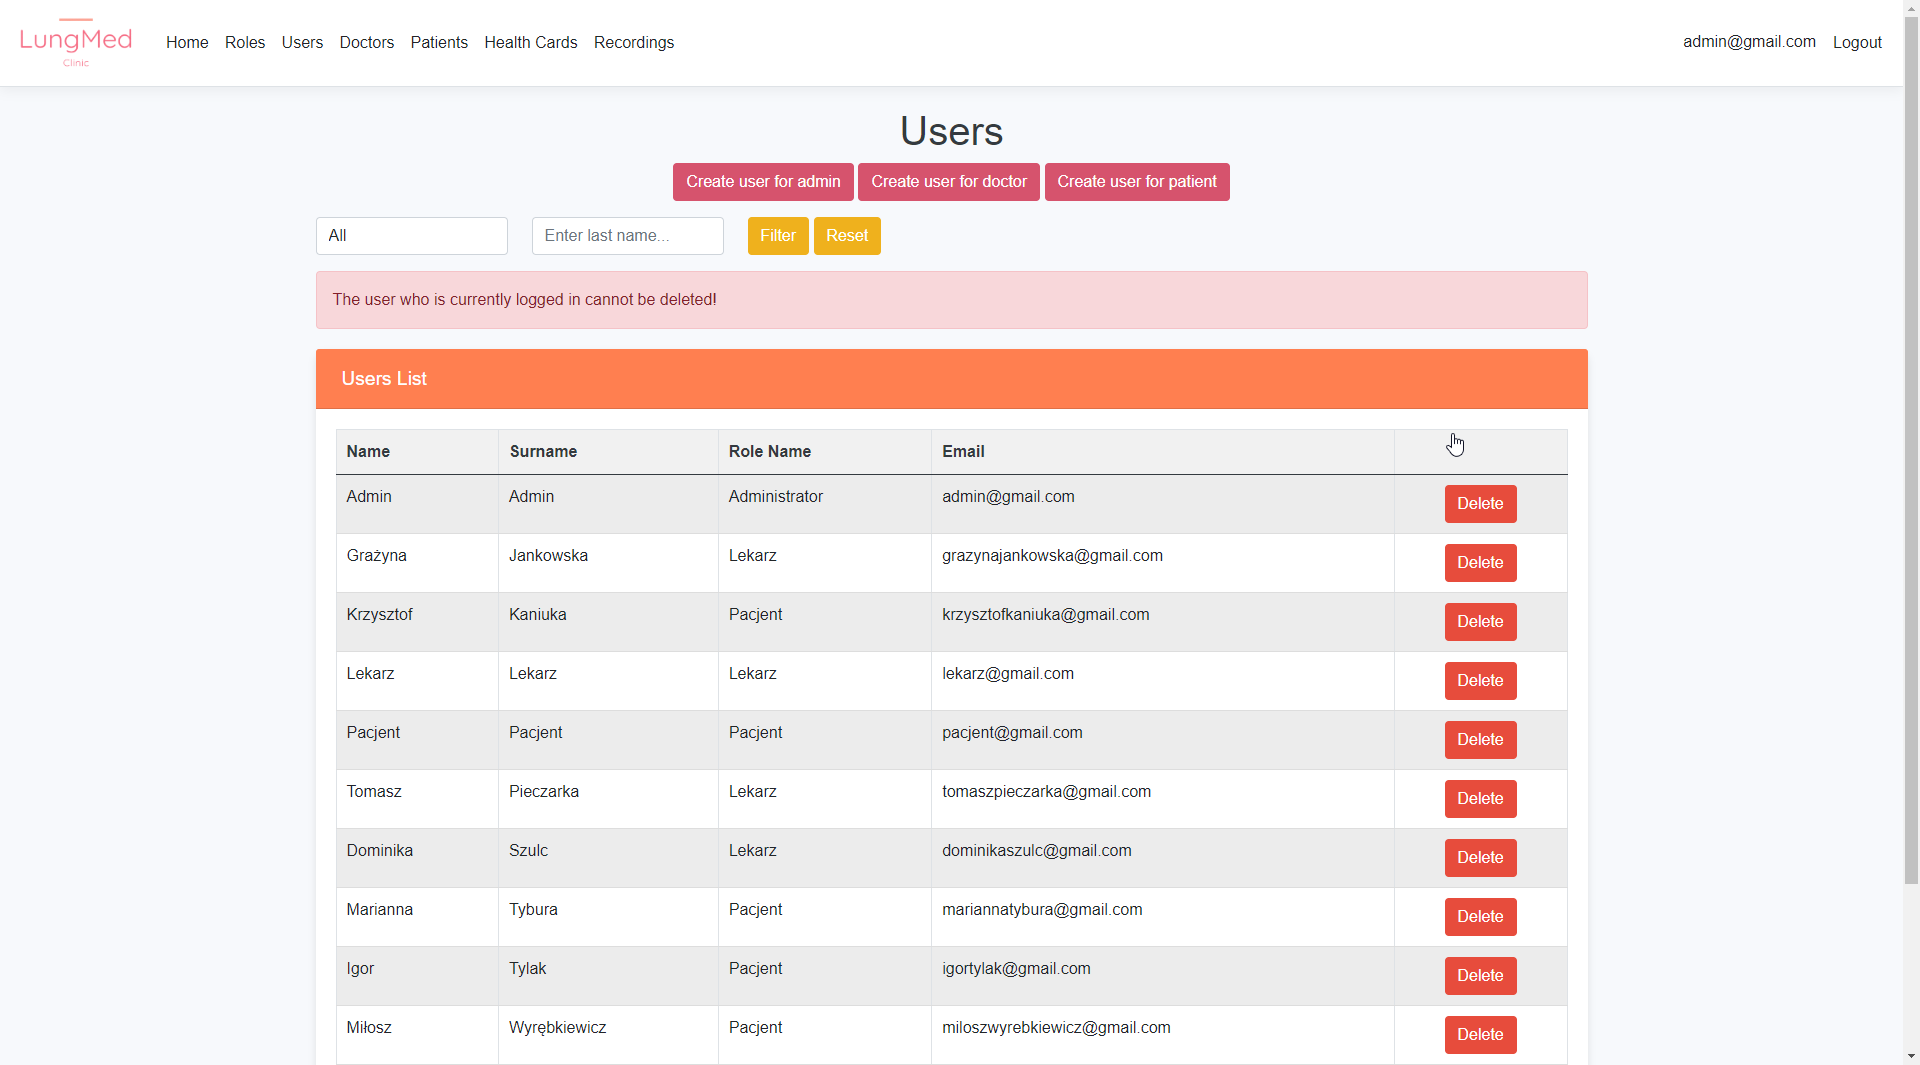 LungMed
Clinic
Home Roles Users Doctors Patients Health Cards Recordings
admin@gmail.com Logout
Users
Create user for admin Create user for doctor Create user for patient
All Enter last name... Filter Reset
The user who is currently logged in cannot be deleted!
Users List
Name Surname Role Name Email
Admin Admin Administrator admin@gmail.com Delete
Grażyna Jankowska Lekarz grazynajankowska@gmail.com Delete
Krzysztof Kaniuka Pacjent krzysztofkaniuka@gmail.com Delete
Lekarz Lekarz Lekarz lekarz@gmail.com Delete
Pacjent Pacjent Pacjent pacjent@gmail.com Delete
Tomasz Pieczarka Lekarz tomaszpieczarka@gmail.com Delete
Dominika Szulc Lekarz dominikaszulc@gmail.com Delete
Marianna Tybura Pacjent mariannatybura@gmail.com Delete
Igor Tylak Pacjent igortylak@gmail.com Delete
Miłosz Wyrębkiewicz Pacjent miloszwyrebkiewicz@gmail.com Delete